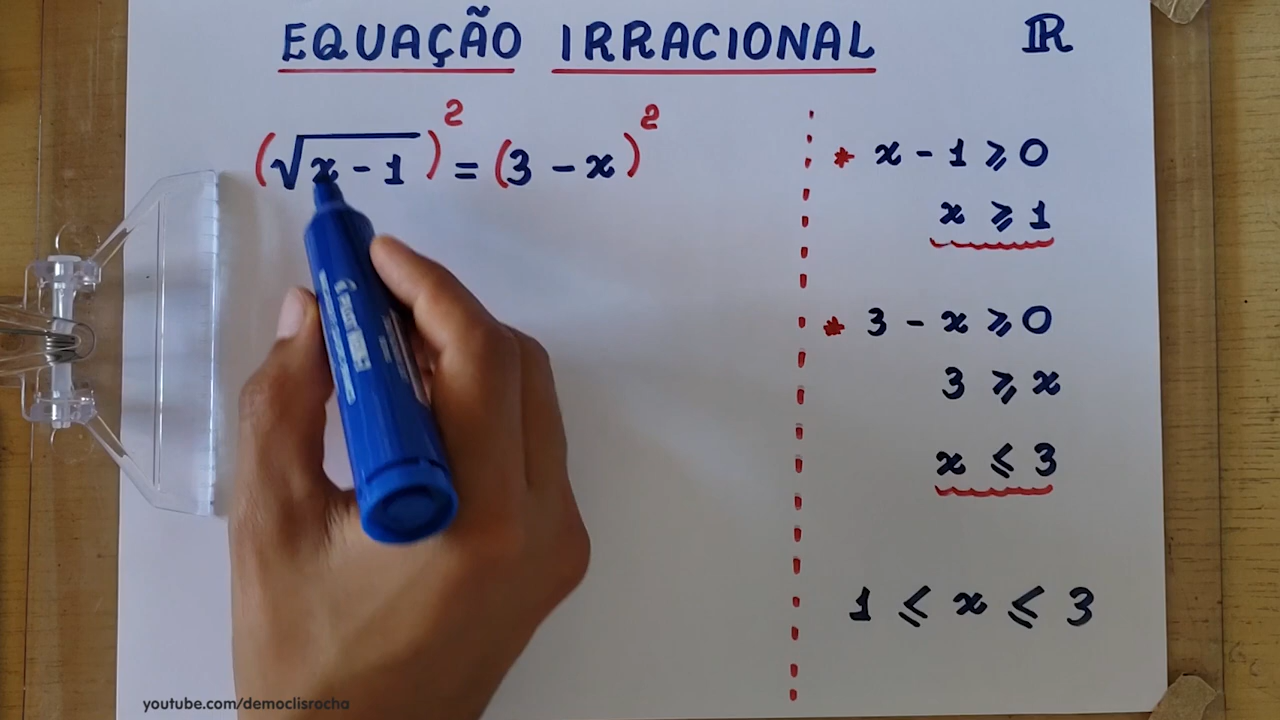 EQUAÇÃO IRRACIONAL ℝ
(√x - 1)² = (3 - x)²
* x - 1 ⩾ 0
x ⩾ 1
* 3 - x ⩾ 0
3 ⩾ x
x ⩽ 3
1 ⩽ x ⩽ 3
youtube.com/democlisrocha